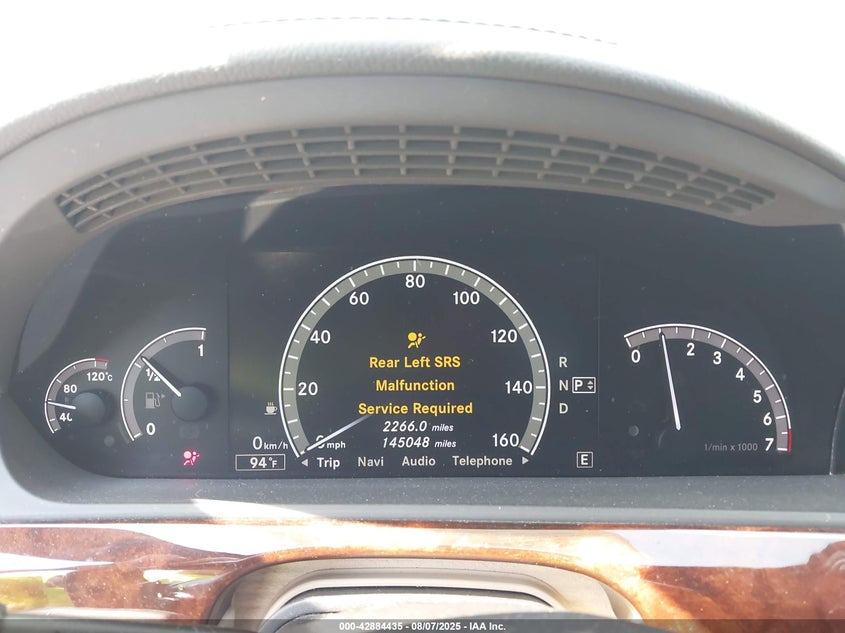 80
60
100
40
120
20
140
160
0 mph
Rear Left SRS
Malfunction
Service Required
2266.0 miles
145048 miles
Trip Navi Audio Telephone
0 km/h
94°F
120°C
80
40
1
1/2
0
R
N P
D
E
0
1
2
3
4
5
6
7
1/min x 1000
000-42884435 - 08/07/2025 - IAA Inc.